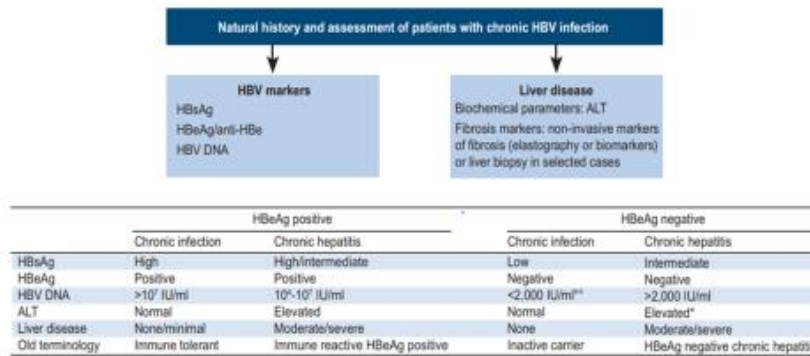 Natural history and assessment of patients with chronic HBV infection
HBV markers
HBsAg
HBeAg/anti-HBe
HBV DNA
Liver disease
Biochemical parameters: ALT
Fibrosis markers: non-invasive markers
of fibrosis (elastography or biomarkers)
or liver biopsy in selected cases
HBeAg positive HBeAg negative
Chronic infection Chronic hepatitis Chronic infection Chronic hepatitis
HBsAg High High/intermediate Low Intermediate
HBeAg Positive Positive Negative Negative
HBV DNA >10⁷ IU/ml 10⁴-10⁷ IU/ml <2,000 IU/ml°° >2,000 IU/ml
ALT Normal Elevated Normal Elevated*
Liver disease None/minimal Moderate/severe None Moderate/severe
Old terminology Immune tolerant Immune reactive HBeAg positive Inactive carrier HBeAg negative chronic hepatitis